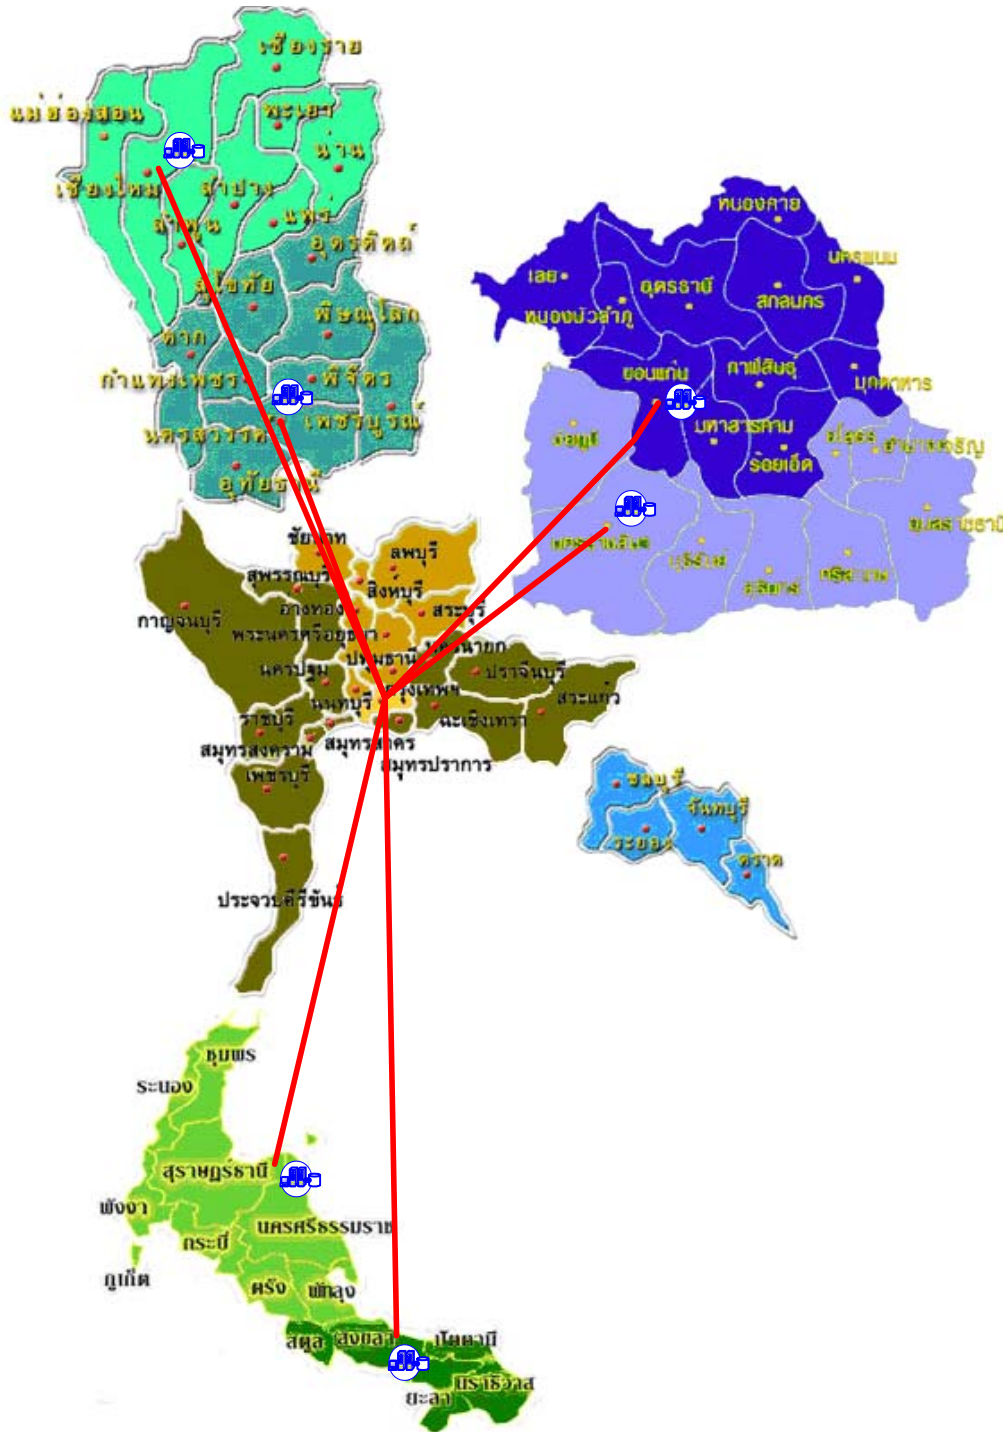 เชียงราย
แม่ฮ่องสอน
พะเยา
น่าน
เชียงใหม่
ลำปาง
แพร่
ลำพูน
อุตรดิตถ์
สุโขทัย
พิษณุโลก
ตาก
กำแพงเพชร
พิจิตร
เพชรบูรณ์
นครสวรรค์
อุทัยธานี
หนองคาย
นครพนม
เลย
อุดรธานี
สกลนคร
หนองบัวลำภู
ขอนแก่น
กาฬสินธุ์
มุกดาหาร
มหาสารคาม
ร้อยเอ็ด
ชัยภูมิ
ยโสธร
อำนาจเจริญ
อุบลราชธานี
นครราชสีมา
บุรีรัมย์
สุรินทร์
ศรีสะเกษ
ชัยนาท
ลพบุรี
สุพรรณบุรี
สิงห์บุรี
อ่างทอง
สระบุรี
กาญจนบุรี
พระนครศรีอยุธยา
นครนายก
ปทุมธานี
นครปฐม
ปราจีนบุรี
กรุงเทพฯ
สระแก้ว
นนทบุรี
ราชบุรี
ฉะเชิงเทรา
สมุทรสาคร
สมุทรสงคราม
สมุทรปราการ
เพชรบุรี
ชลบุรี
จันทบุรี
ระยอง
ตราด
ประจวบคีรีขันธ์
ชุมพร
ระนอง
สุราษฎร์ธานี
พังงา
นครศรีธรรมราช
กระบี่
ภูเก็ต
ตรัง
พัทลุง
สตูล
สงขลา
ปัตตานี
นราธิวาส
ยะลา